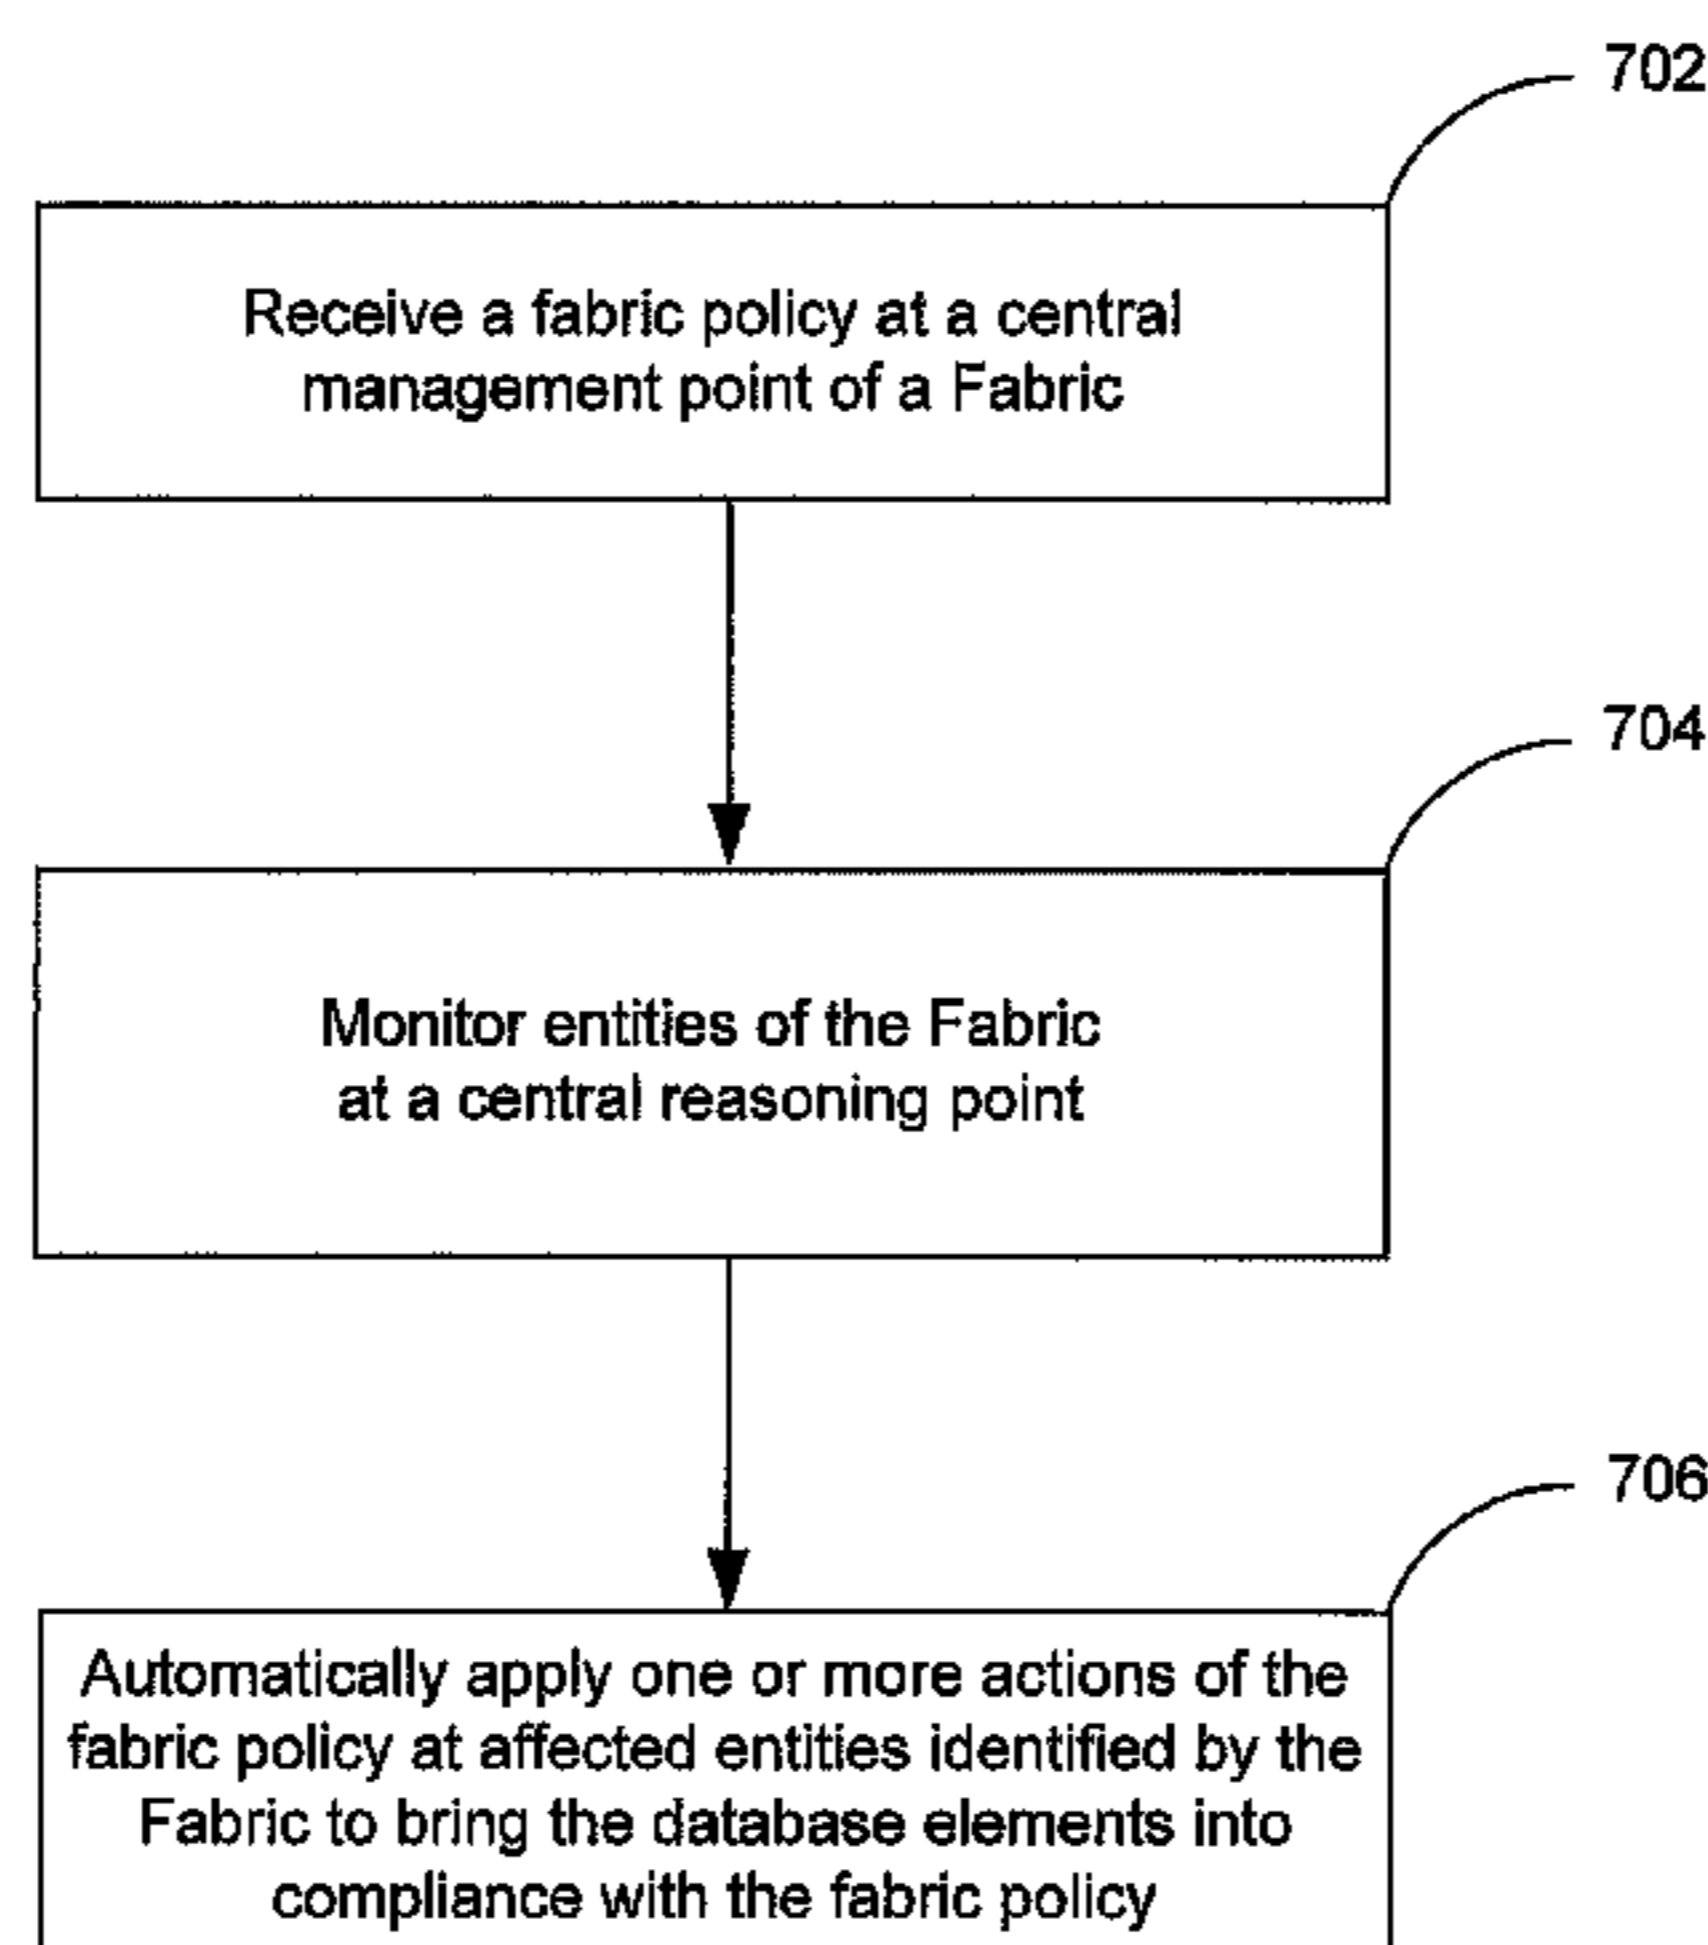 702
Receive a fabric policy at a central
management point of a Fabric
704
Monitor entities of the Fabric
at a central reasoning point
706
Automatically apply one or more actions of the
fabric policy at affected entities identified by the
Fabric to bring the database elements into
compliance with the fabric policy